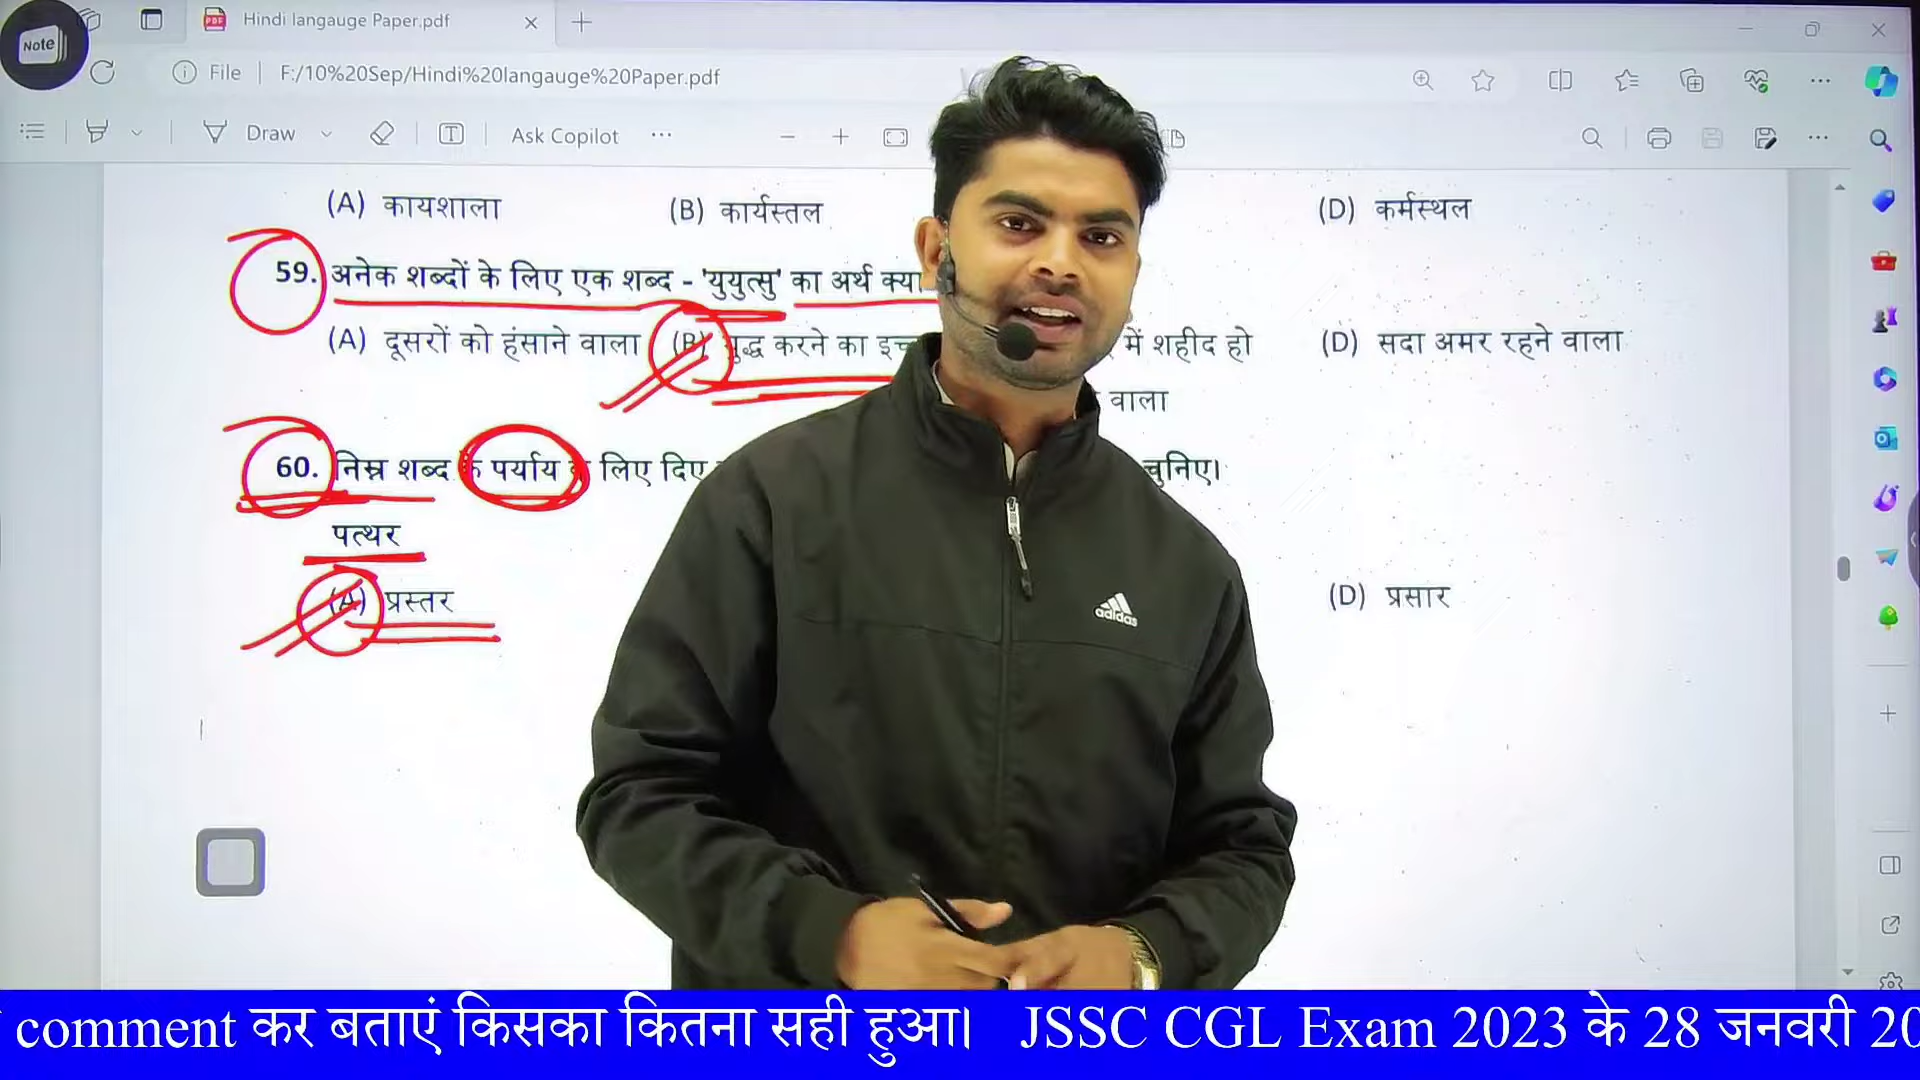 Note
Hindi langauge Paper.pdf
File F:/10%20Sep/Hindi%20langauge%20Paper.pdf
Draw Ask Copilot
(A) कायशाला (B) कार्यस्तल (D) कर्मस्थल
59. अनेक शब्दों के लिए एक शब्द - 'युयुत्सु' का अर्थ क्या
(A) दूसरों को हंसाने वाला (B) युद्ध करने का में शहीद हो (D) सदा अमर रहने वाला
वाला
60. निम्न शब्द के पर्याय के लिए दिए चुनिए।
पत्थर
(A) प्रस्तर (D) प्रसार
adidas
comment कर बताएं किसका कितना सही हुआ। JSSC CGL Exam 2023 के 28 जनवरी 20